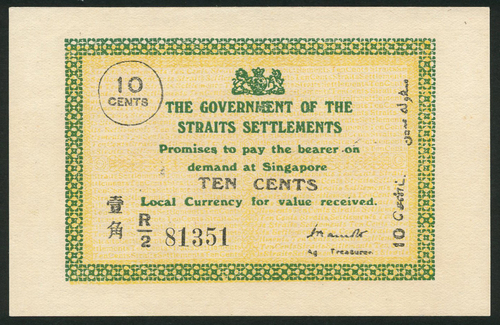 10
CENTS
THE GOVERNMENT OF THE
STRAITS SETTLEMENTS
Promises to pay the bearer on
demand at Singapore
TEN CENTS
Local Currency for value received.
壹角
R/2 81351
Ag Treasurer.
10